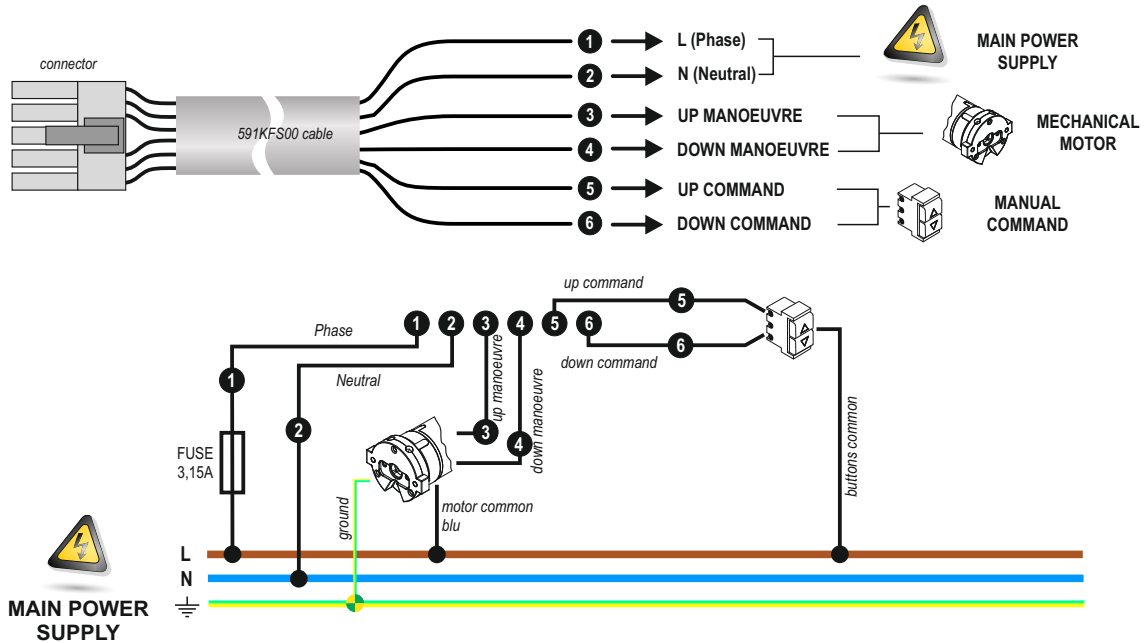 connector
591KFS00 cable
1
L (Phase)
2
N (Neutral)
MAIN POWER
SUPPLY
3
UP MANOEUVRE
4
DOWN MANOEUVRE
MECHANICAL
MOTOR
5
UP COMMAND
6
DOWN COMMAND
MANUAL
COMMAND
up command
5
Phase
1
2
3
4
5
6
6
down command
Neutral
1
2
up manoeuvre
3
down manoeuvre
4
FUSE
3,15A
ground
motor common
blu
buttons common
L
N
MAIN POWER
SUPPLY